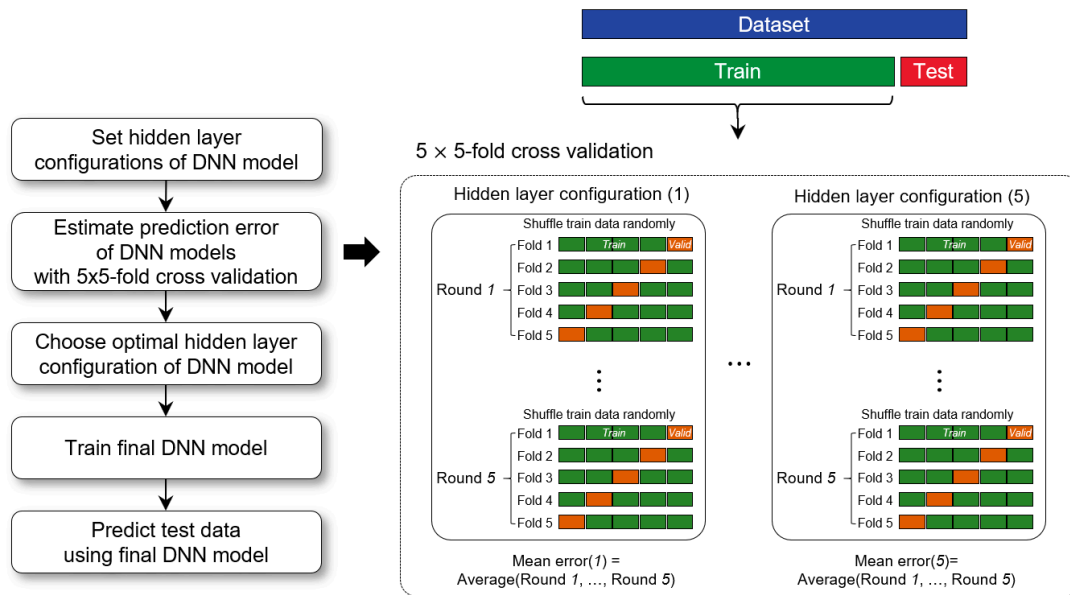 Dataset
Train
Test
Set hidden layer
configurations of DNN model
Estimate prediction error
of DNN models
with 5x5-fold cross validation
Choose optimal hidden layer
configuration of DNN model
Train final DNN model
Predict test data
using final DNN model
5 × 5-fold cross validation
Hidden layer configuration (1)
Shuffle train data randomly
Round 1
Fold 1
Train
Valid
Fold 2
Fold 3
Fold 4
Fold 5
⋮
Shuffle train data randomly
Round 5
Fold 1
Train
Valid
Fold 2
Fold 3
Fold 4
Fold 5
Mean error(1) =
Average(Round 1, ..., Round 5)
...
Hidden layer configuration (5)
Shuffle train data randomly
Round 1
Fold 1
Train
Valid
Fold 2
Fold 3
Fold 4
Fold 5
⋮
Shuffle train data randomly
Round 5
Fold 1
Train
Valid
Fold 2
Fold 3
Fold 4
Fold 5
Mean error(5)=
Average(Round 1, ..., Round 5)